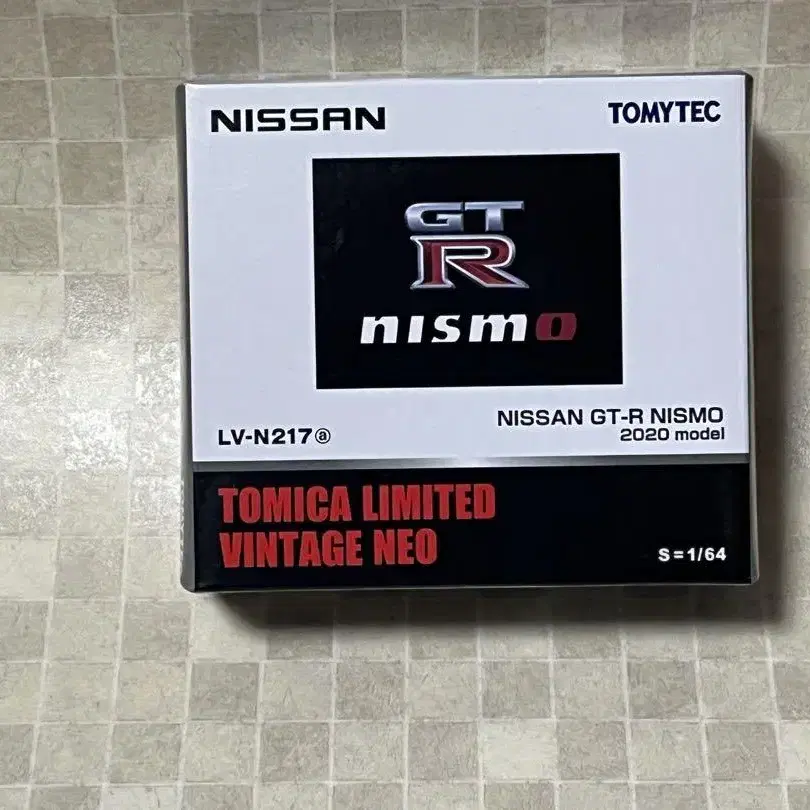 NISSAN
TOMYTEC
GT
R
nismo
LV-N217ⓐ
NISSAN GT-R NISMO
2020 model
TOMICA LIMITED
VINTAGE NEO
S=1/64